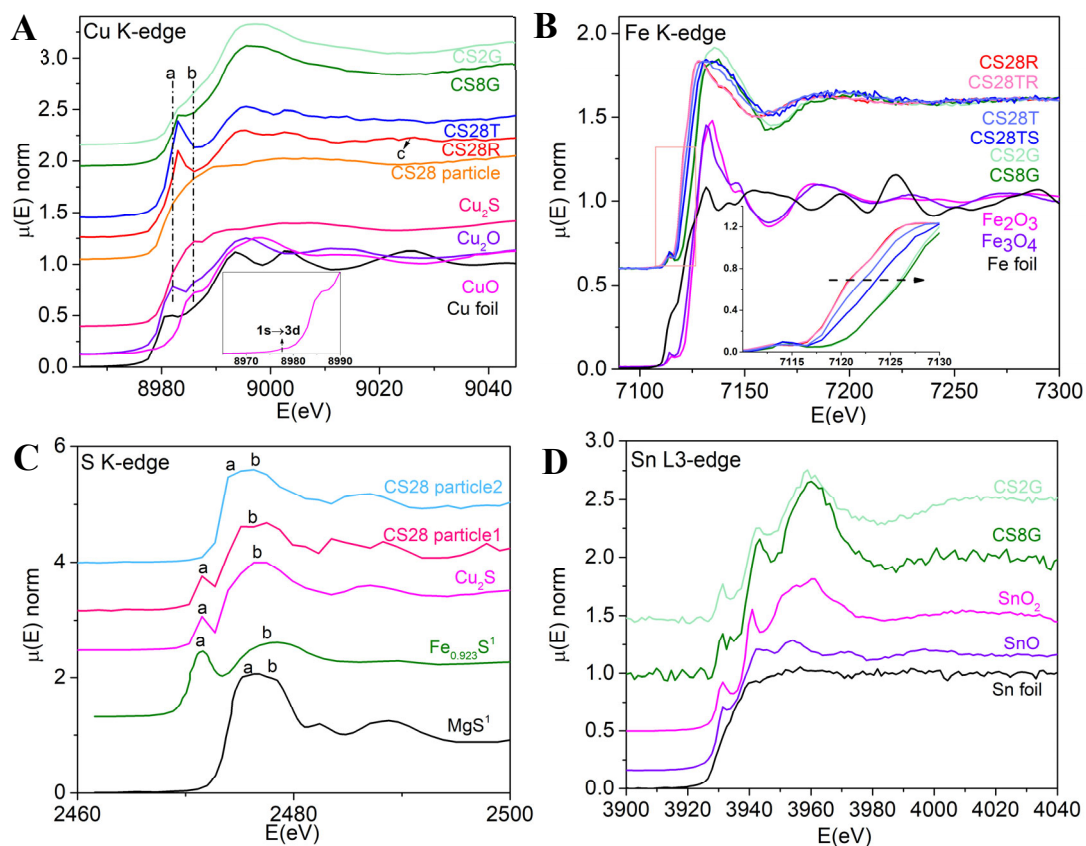 A
Cu K-edge
μ(E) norm
3.0
2.5
2.0
1.5
1.0
0.5
0.0
a
b
CS2G
CS8G
CS28T
CS28R
c
CS28 particle
Cu₂S
Cu₂O
CuO
Cu foil
1s→3d
8970
8980
8990
8980
9000
9020
9040
E(eV)
B
Fe K-edge
μ(E) norm
2.0
1.5
1.0
0.5
0.0
CS28R
CS28TR
CS28T
CS28TS
CS2G
CS8G
Fe₂O₃
Fe₃O₄
Fe foil
1.8
1.2
0.6
0.0
7115
7120
7125
7130
7100
7150
7200
7250
7300
E(eV)
C
S K-edge
μ(E) norm
6
4
2
0
a
b
CS28 particle2
b
CS28 particle1
a
b
Cu₂S
a
b
Fe₀.₉₂₃S¹
a
a
b
MgS¹
2460
2480
2500
E(eV)
D
Sn L3-edge
μ(E) norm
3.0
2.5
2.0
1.5
1.0
0.5
0.0
CS2G
CS8G
SnO₂
SnO
Sn foil
3900
3920
3940
3960
3980
4000
4020
4040
E(eV)